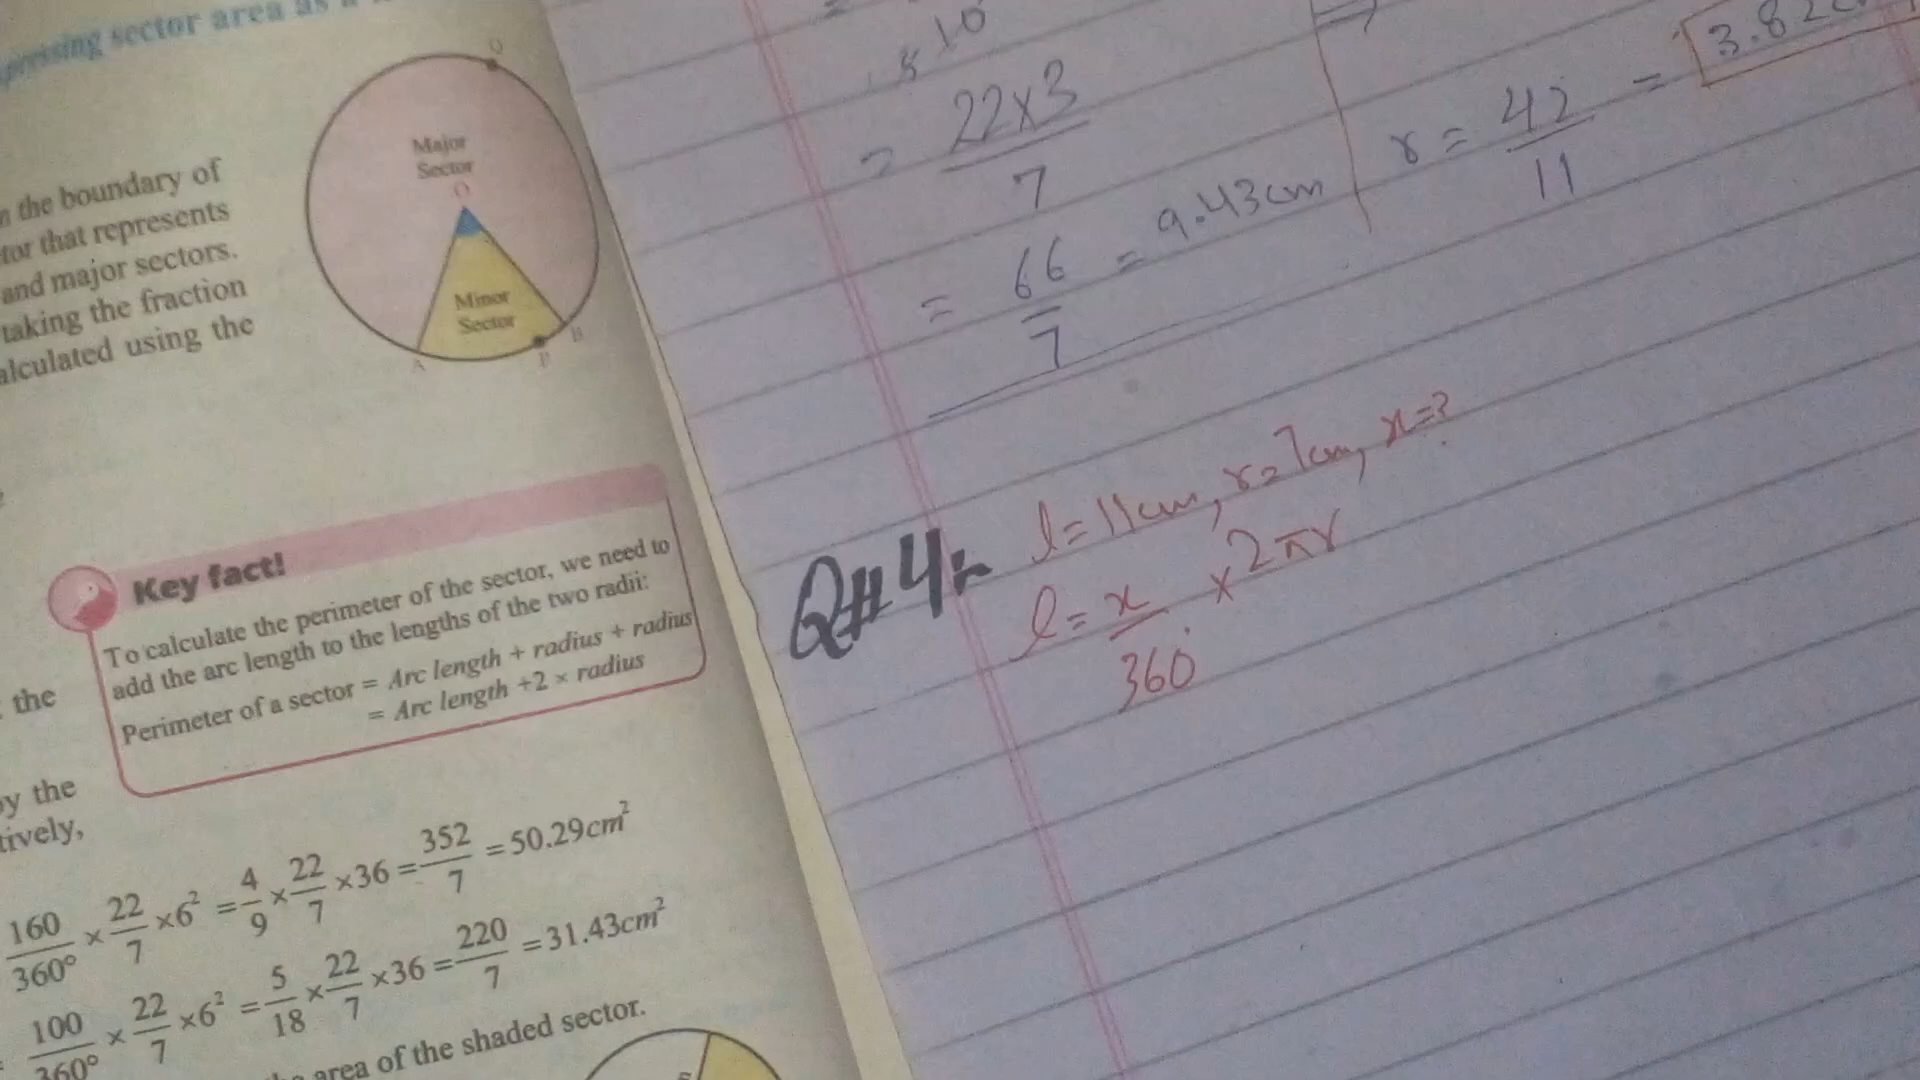 pressing sector area as a
Major
Sector
O
Q
Minor
Sector
A
P
B
the boundary of
tor that represents
and major sectors.
taking the fraction
alculated using the
Key fact!
To calculate the perimeter of the sector, we need to
add the arc length to the lengths of the two radii:
Perimeter of a sector = Arc length + radius + radius
= Arc length +2 × radius
the
by the
tively,
160/360° × 22/7 ×6² = 4/9 × 22/7 ×36 = 352/7 = 50.29cm²
100/360° × 22/7 ×6² = 5/18 × 22/7 ×36 = 220/7 = 31.43cm²
area of the shaded sector.
10
= 22×3/7
= 66/7 = 9.43cm
r = 42/11 = 3.82c
Q#4:- l=11cm, r=7cm, x=?
l= x/360° × 2πr